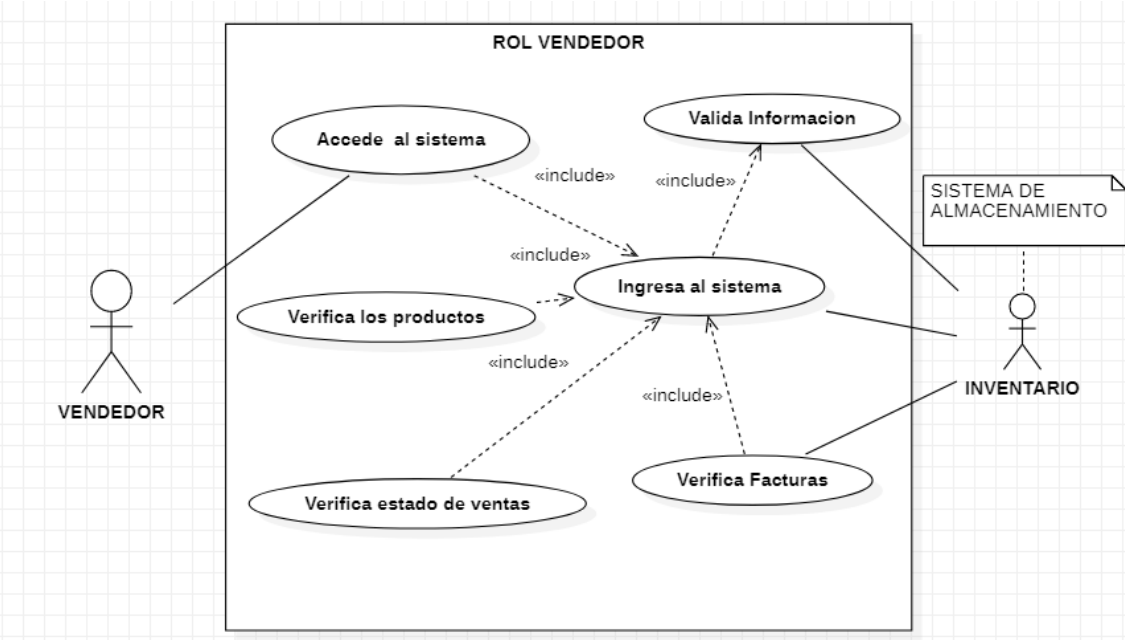 ROL VENDEDOR
Accede al sistema
Valida Informacion
«include»
«include»
SISTEMA DE
ALMACENAMIENTO
«include»
Ingresa al sistema
Verifica los productos
«include»
INVENTARIO
«include»
VENDEDOR
Verifica Facturas
Verifica estado de ventas